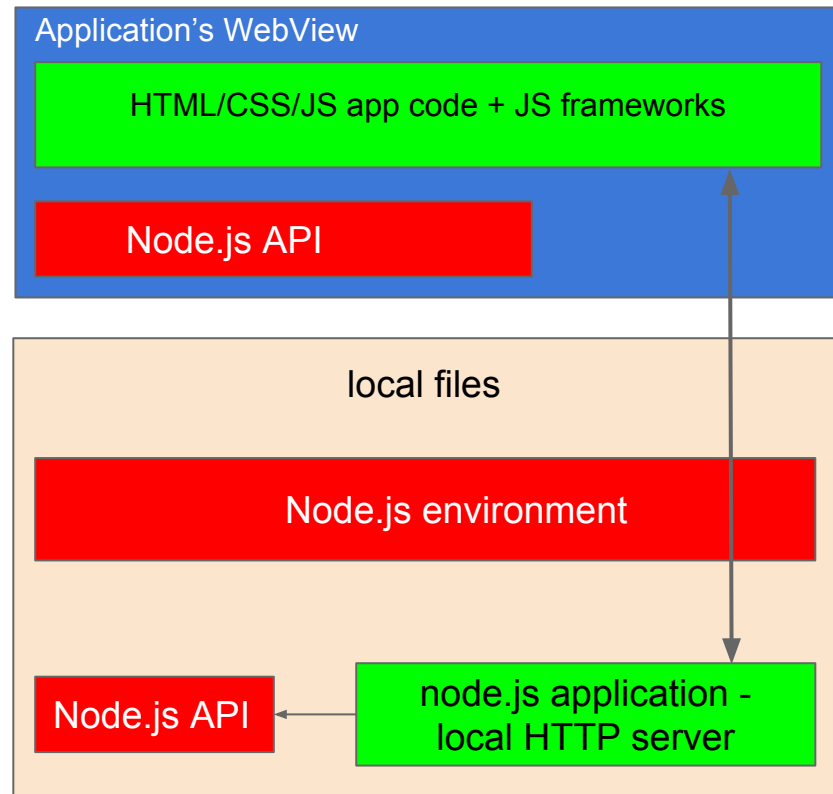 Application’s WebView
HTML/CSS/JS app code + JS frameworks
Node.js API
local files
Node.js environment
Node.js API
node.js application -
local HTTP server